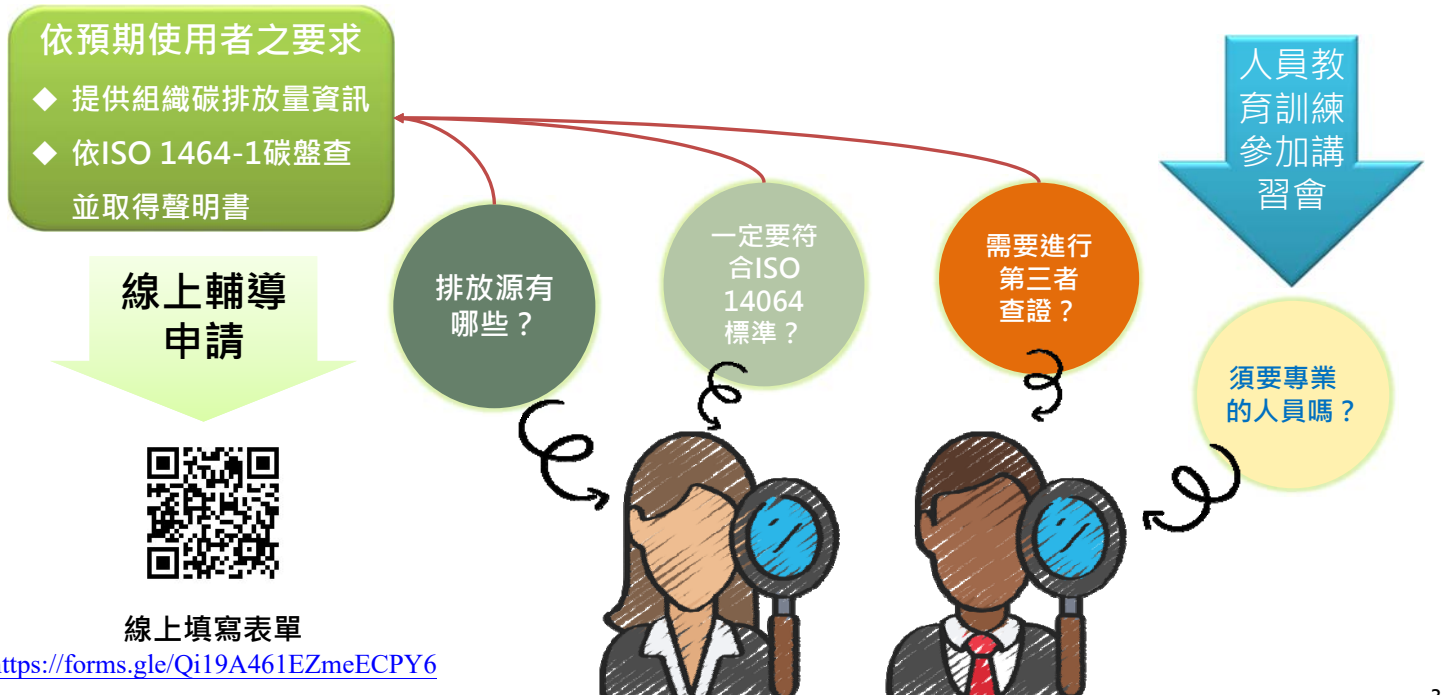 依預期使用者之要求
◆ 提供組織碳排放量資訊
◆ 依ISO 1464-1碳盤查
並取得聲明書
線上輔導
申請
線上填寫表單
ttps://forms.gle/Qi19A461EZmeECPY6
排放源有
哪些？
一定要符
合ISO
14064
標準？
需要進行
第三者
查證？
人員教
育訓練
參加講
習會
須要專業
的人員嗎？